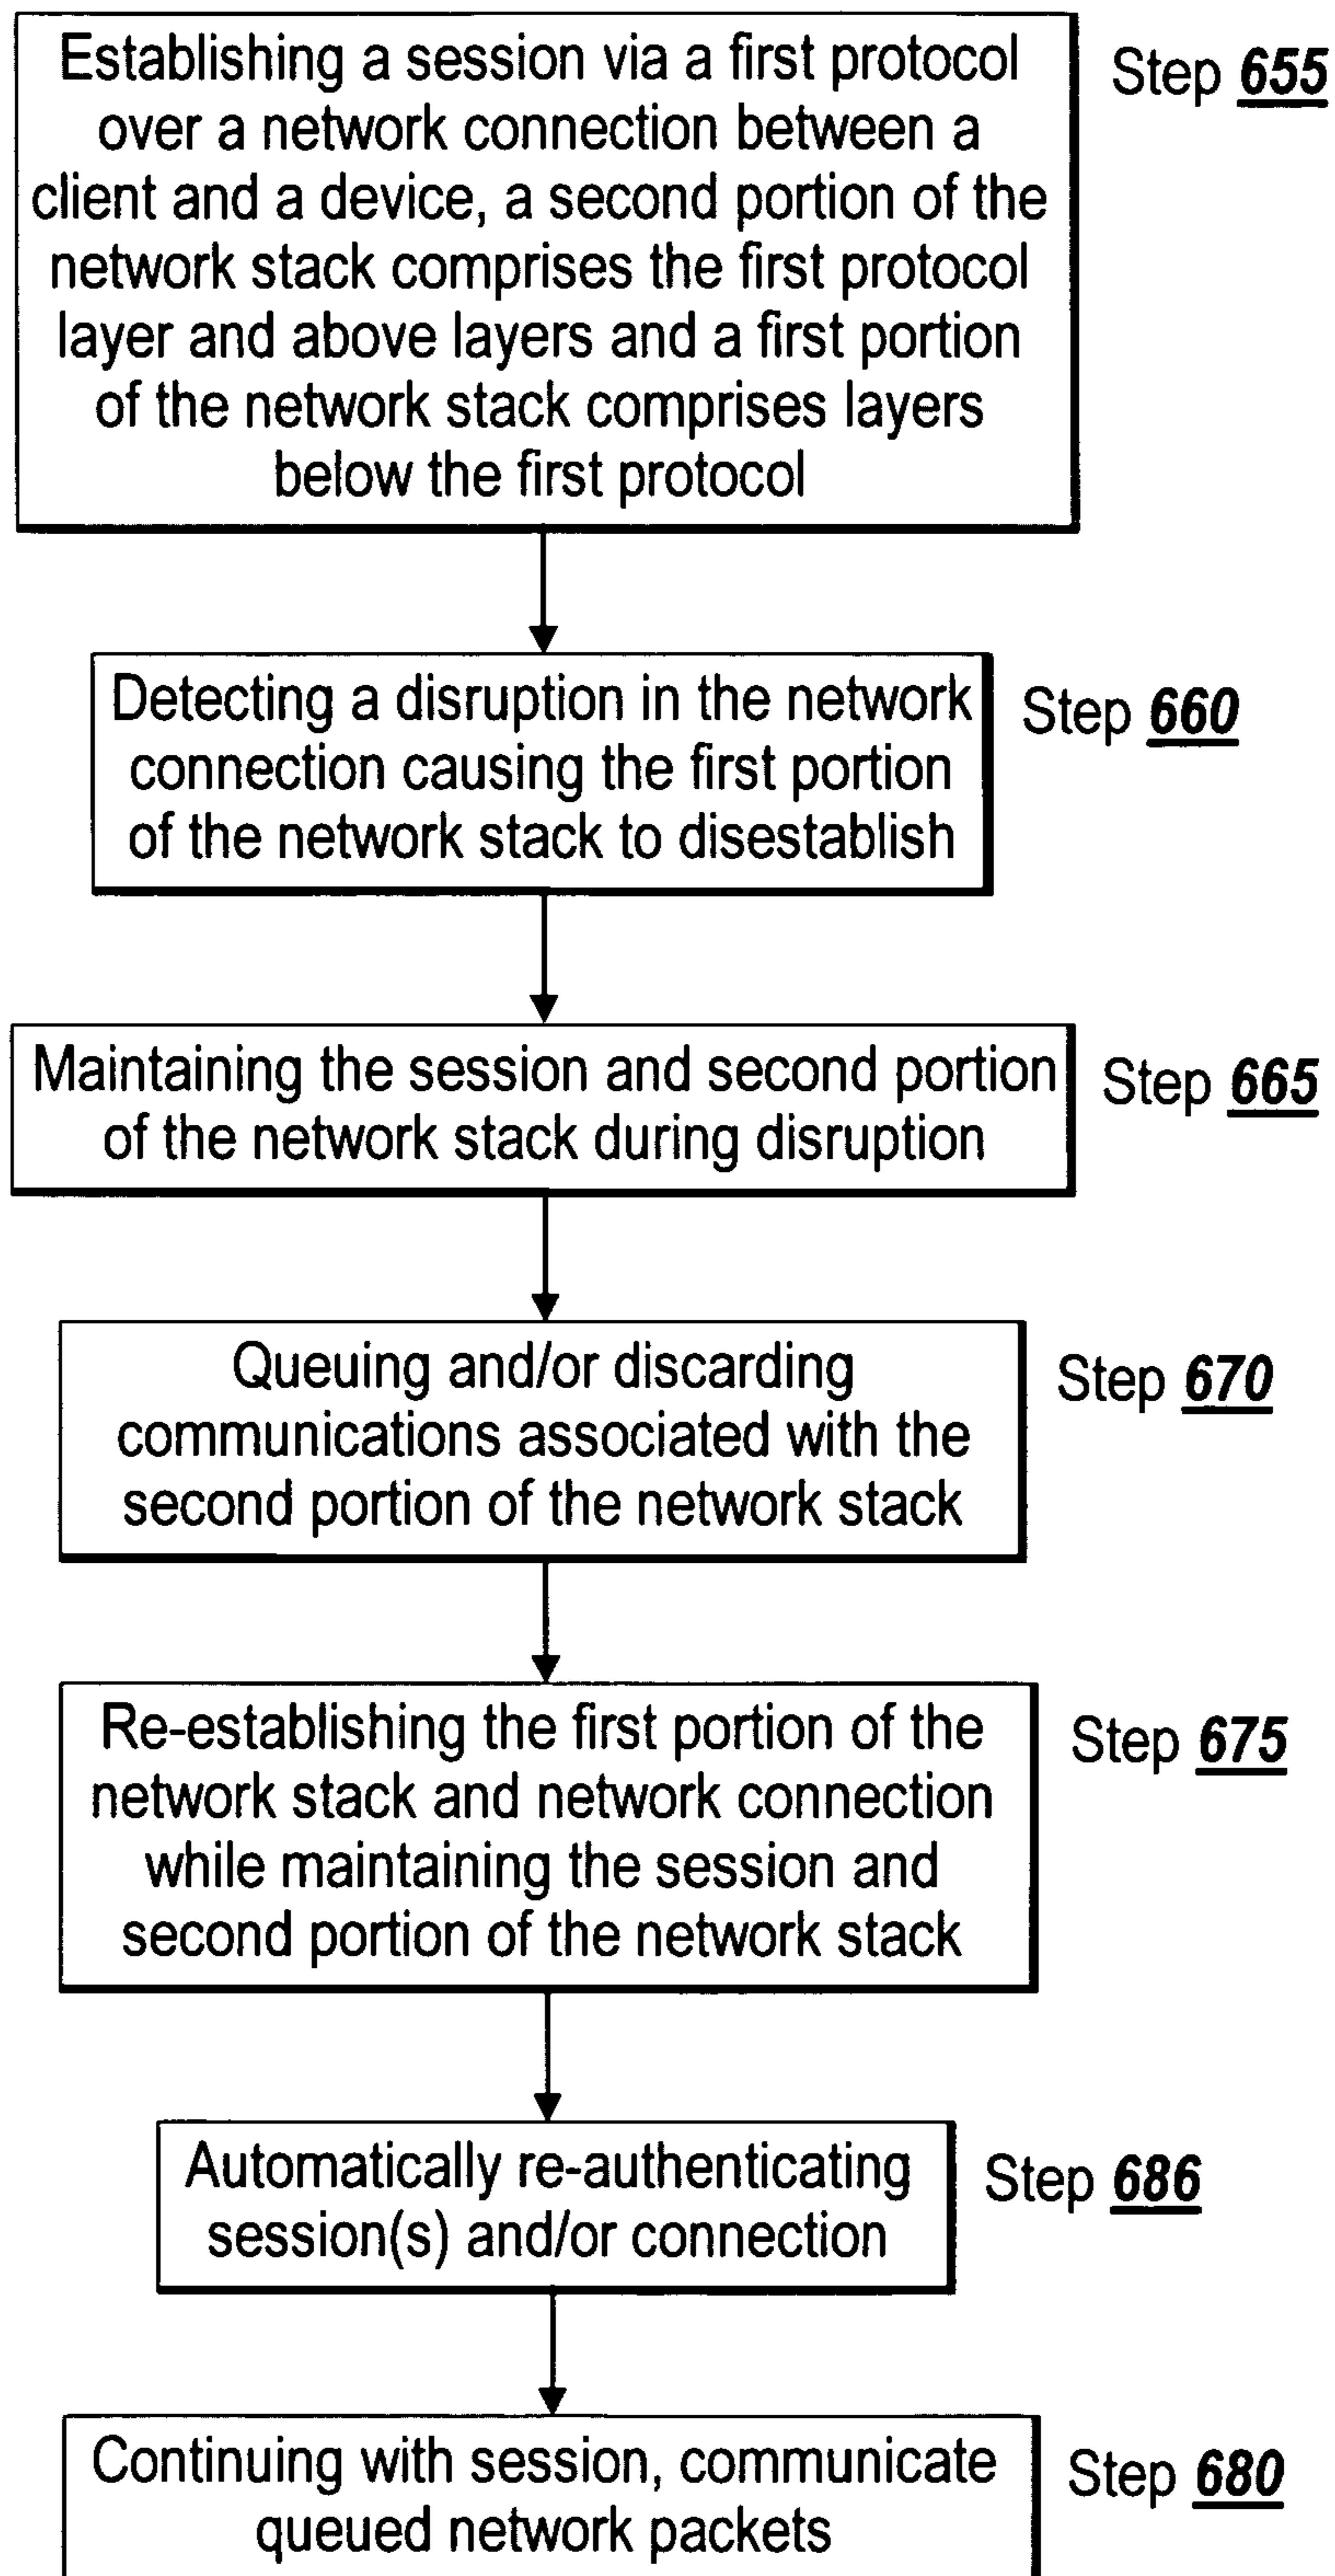 Establishing a session via a first protocol
over a network connection between a
client and a device, a second portion of the
network stack comprises the first protocol
layer and above layers and a first portion
of the network stack comprises layers
below the first protocol
Step 655
Detecting a disruption in the network
connection causing the first portion
of the network stack to disestablish
Step 660
Maintaining the session and second portion
of the network stack during disruption
Step 665
Queuing and/or discarding
communications associated with the
second portion of the network stack
Step 670
Re-establishing the first portion of the
network stack and network connection
while maintaining the session and
second portion of the network stack
Step 675
Automatically re-authenticating
session(s) and/or connection
Step 686
Continuing with session, communicate
queued network packets
Step 680